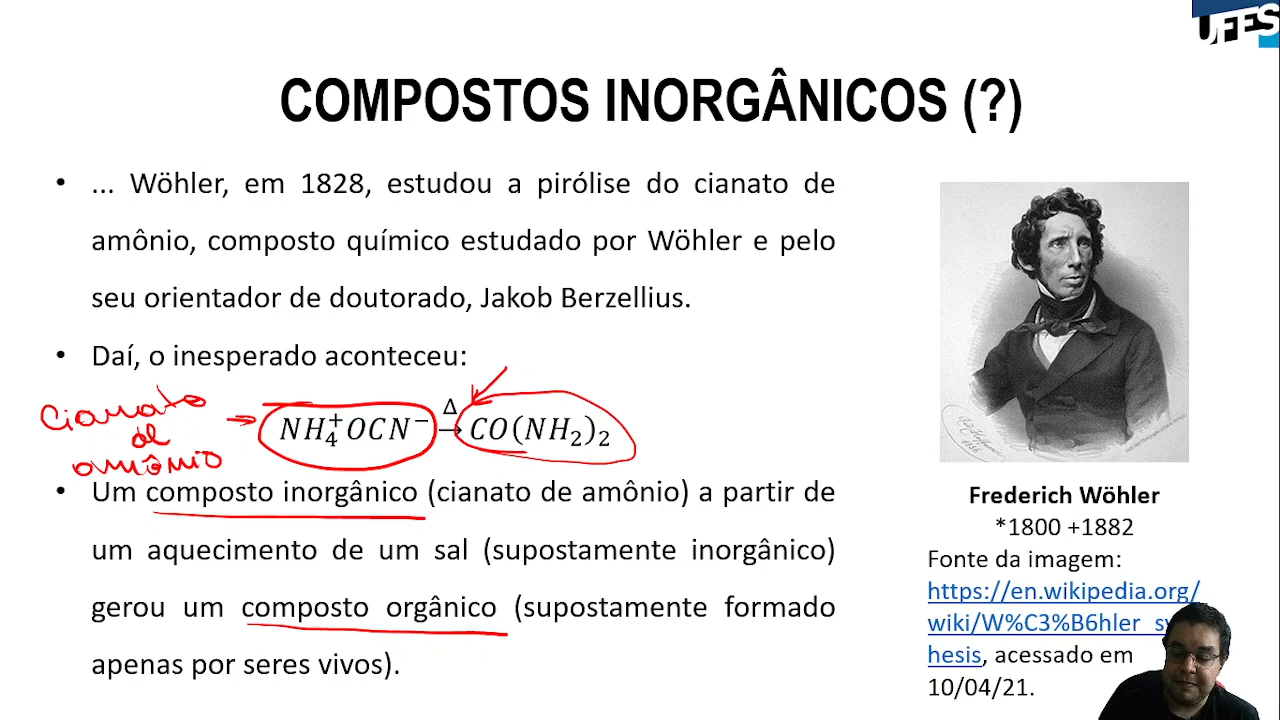 UFES
COMPOSTOS INORGÂNICOS (?)
• ... Wöhler, em 1828, estudou a pirólise do cianato de
amônio, composto químico estudado por Wöhler e pelo
seu orientador de doutorado, Jakob Berzellius.
• Daí, o inesperado aconteceu:
Cianato
de
amônio
Δ
NH₄⁺OCN⁻ → CO(NH₂)₂
• Um composto inorgânico (cianato de amônio) a partir de
um aquecimento de um sal (supostamente inorgânico)
gerou um composto orgânico (supostamente formado
apenas por seres vivos).
Frederich Wöhler
*1800 +1882
Fonte da imagem:
https://en.wikipedia.org/
wiki/W%C3%B6hler_sy
hesis, acessado em
10/04/21.